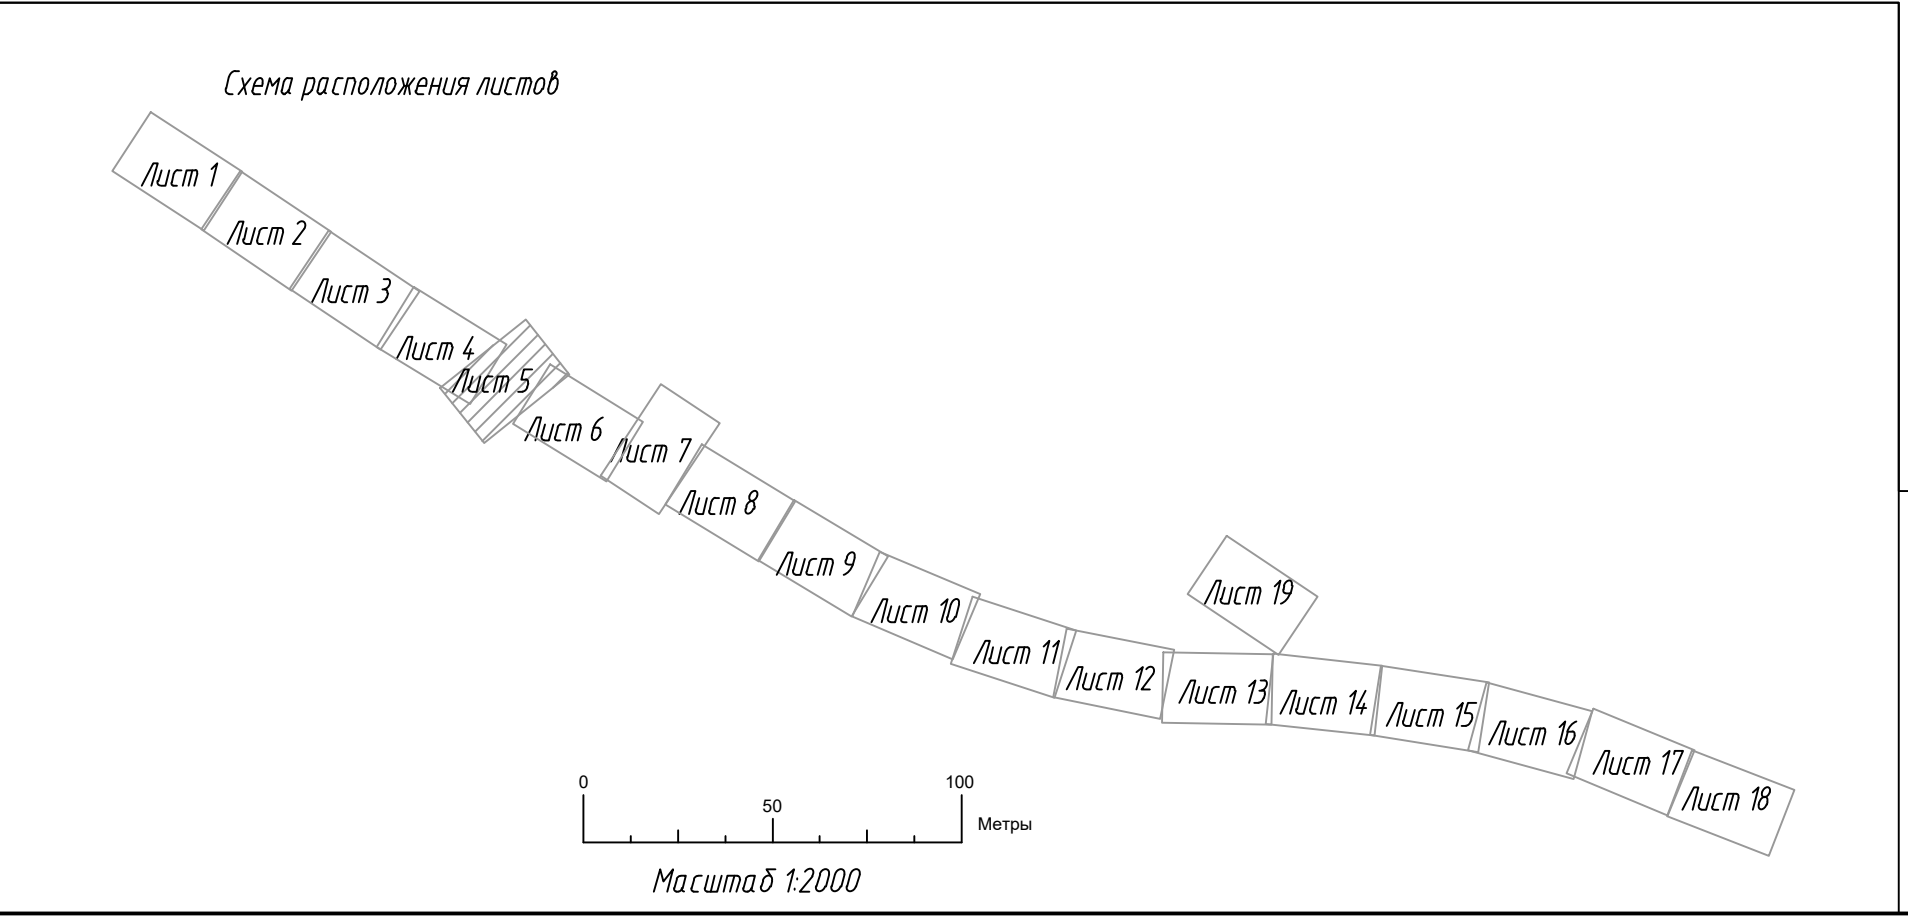 Схема расположения листов
Лист 1
Лист 2
Лист 3
Лист 4
Лист 5
Лист 6
Лист 7
Лист 8
Лист 9
Лист 10
Лист 11
Лист 12
Лист 13
Лист 14
Лист 15
Лист 16
Лист 17
Лист 18
Лист 19
0 50 100
Метры
Масштаб 1:2000